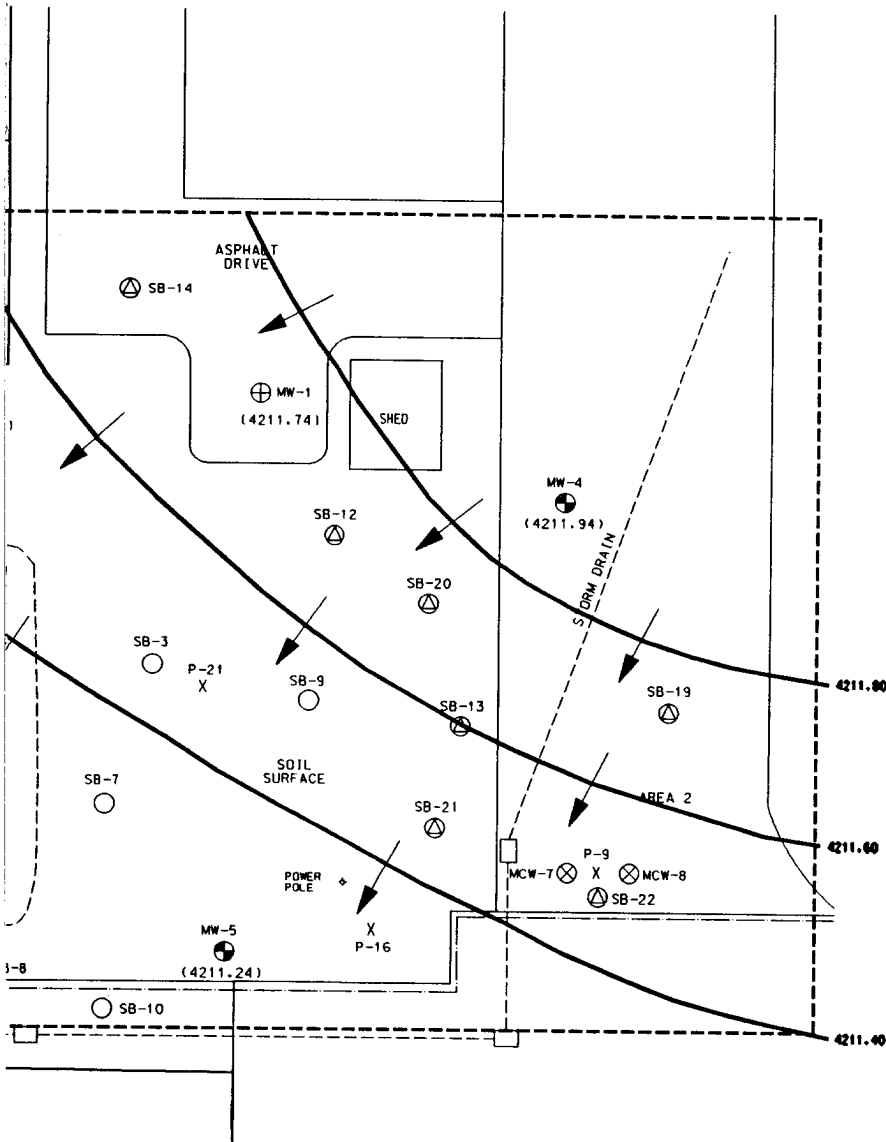 ASPHALT
DRIVE
SB-14
MW-1
(4211.74)
SHED
MW-4
(4211.94)
SB-12
STORM DRAIN
SB-20
SB-3
P-21
X
SB-9
SB-13
SB-19
4211.80
SOIL
SURFACE
SB-7
SB-21
AREA 2
4211.60
POWER
POLE
MCW-7
P-9
X
MCW-8
SB-22
X
P-16
MW-5
(4211.24)
-8
SB-10
4211.40